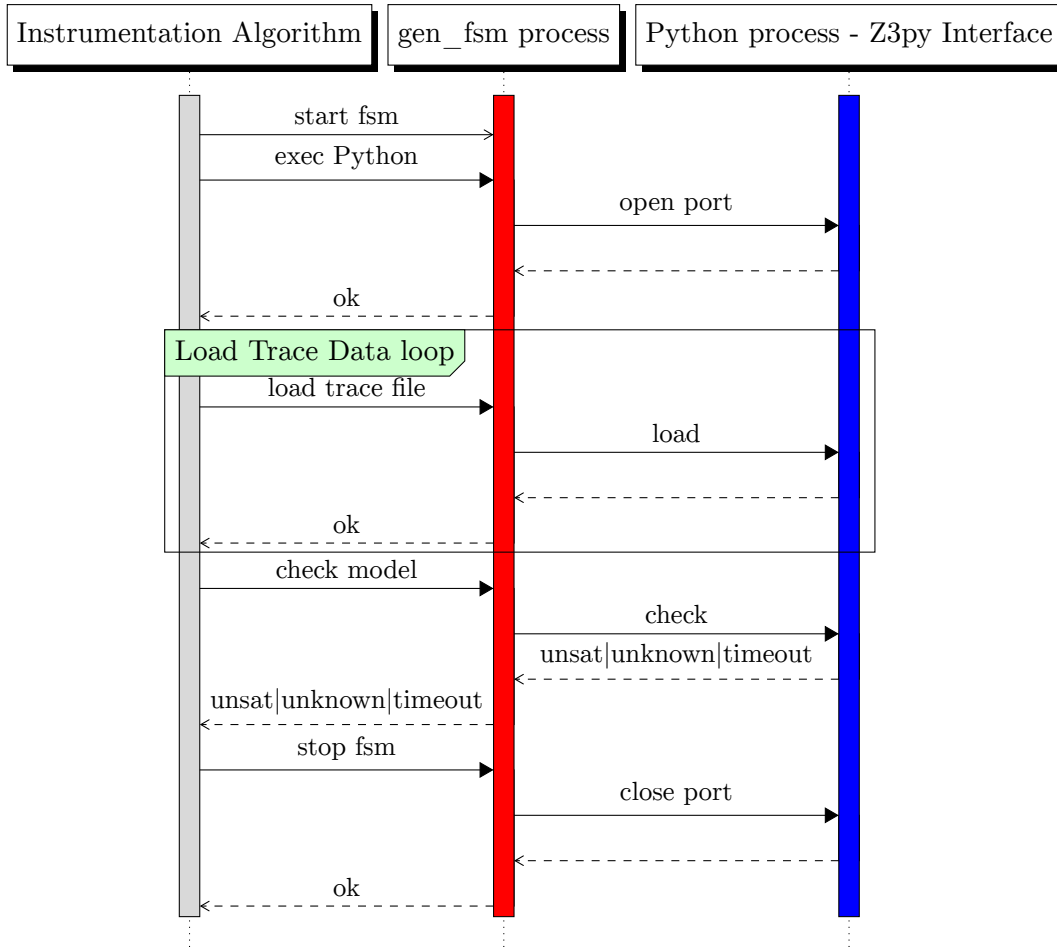 Instrumentation Algorithm
gen_fsm process
Python process - Z3py Interface
start fsm
exec Python
open port
ok
Load Trace Data loop
load trace file
load
ok
check model
check
unsat|unknown|timeout
unsat|unknown|timeout
stop fsm
close port
ok